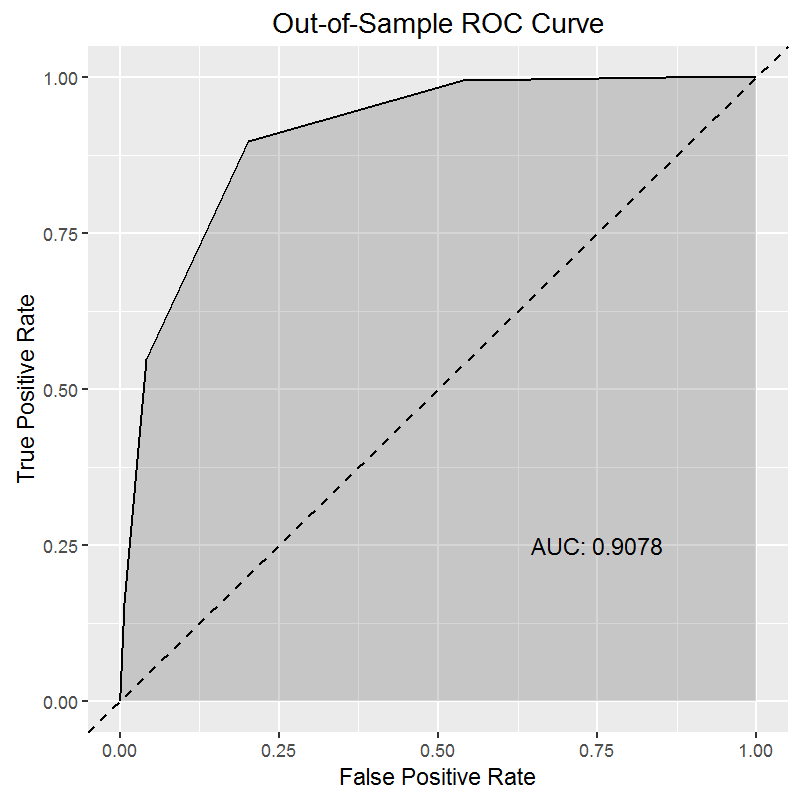 Out-of-Sample ROC Curve
True Positive Rate
1.00
0.75
0.50
0.25
0.00
AUC: 0.9078
0.00 0.25 0.50 0.75 1.00
False Positive Rate